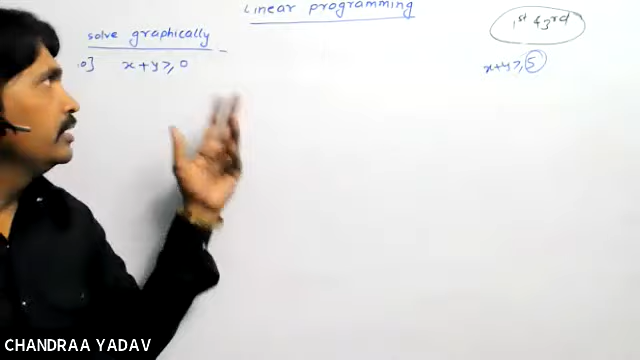 Linear programming
solve graphically
1st & 3rd
0] x+y≥0
x+y≥5
CHANDRAA YADAV